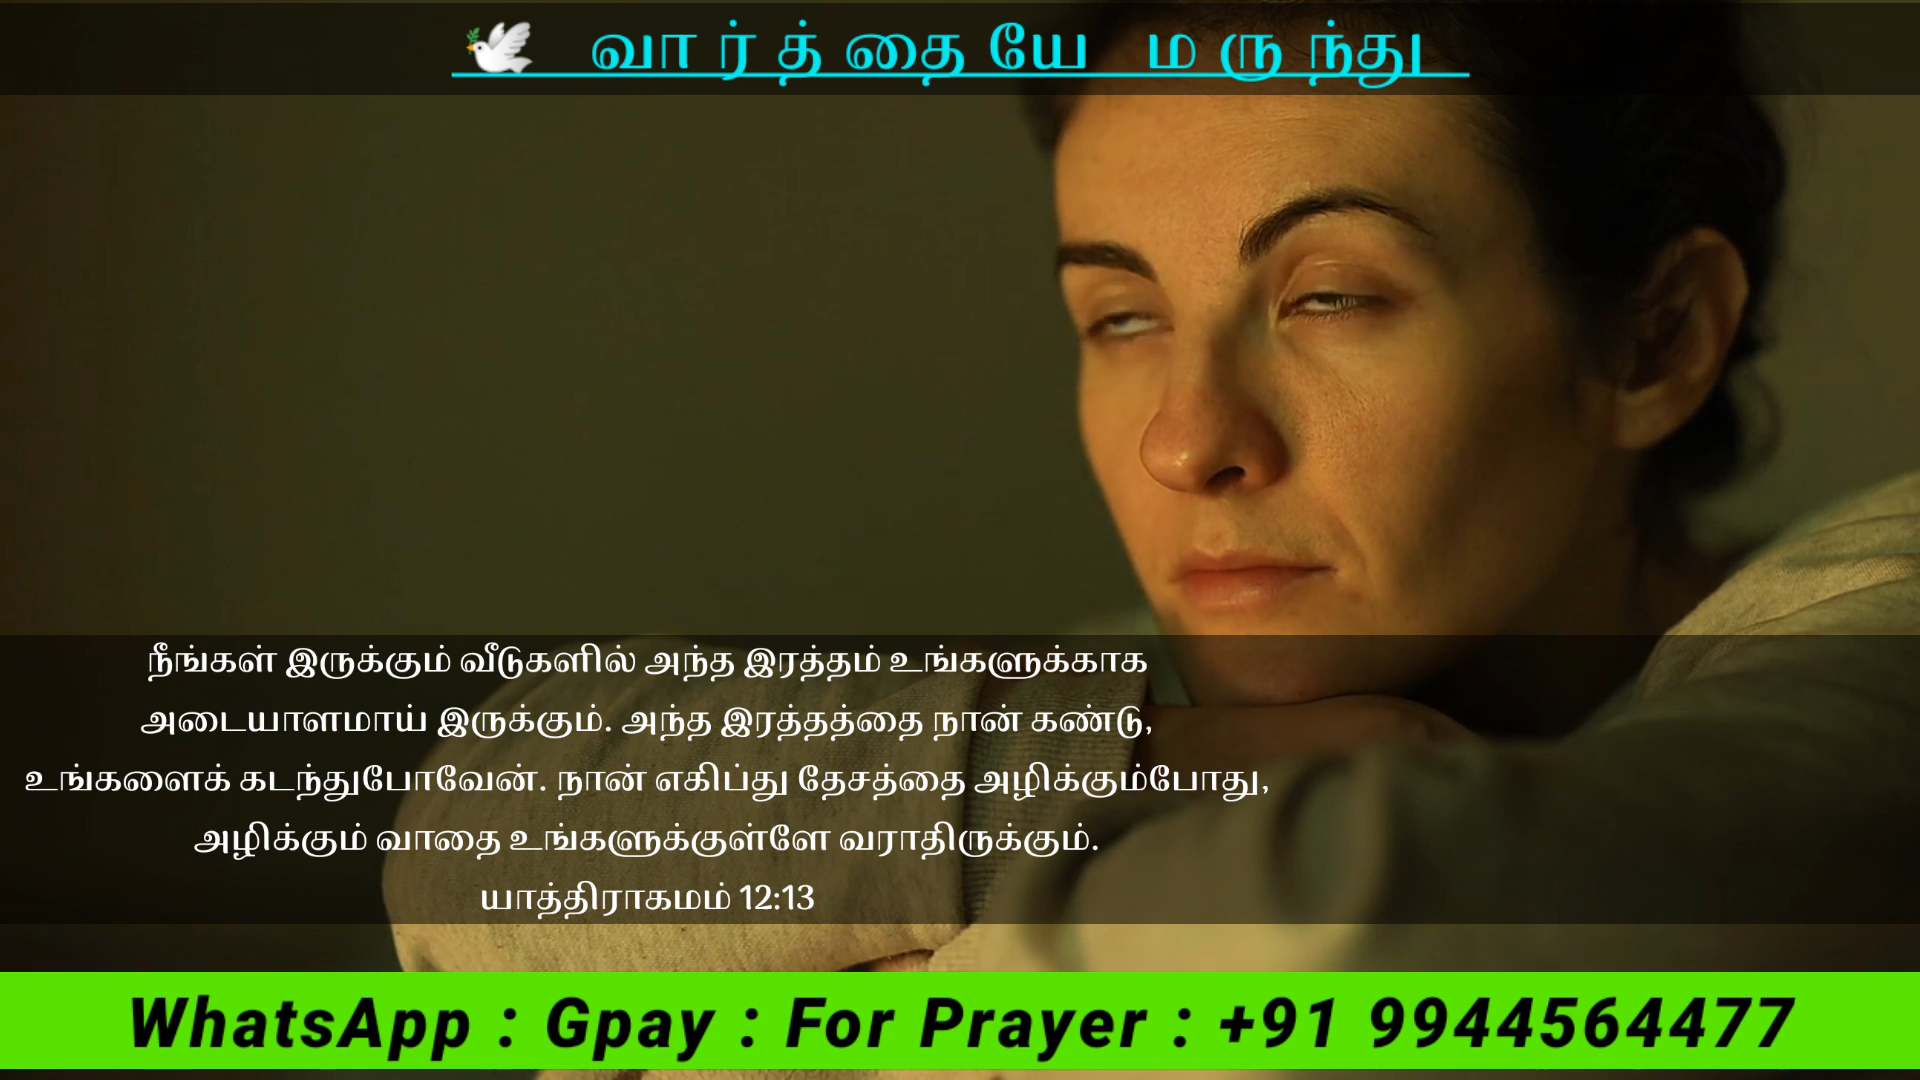 🕊️ வார்த்தையே மருந்து
நீங்கள் இருக்கும் வீடுகளில் அந்த இரத்தம் உங்களுக்காக
அடையாளமாய் இருக்கும். அந்த இரத்தத்தை நான் கண்டு,
உங்களைக் கடந்துபோவேன். நான் எகிப்து தேசத்தை அழிக்கும்போது,
அழிக்கும் வாதை உங்களுக்குள்ளே வராதிருக்கும்.
யாத்திராகமம் 12:13
WhatsApp : Gpay : For Prayer : +91 9944564477